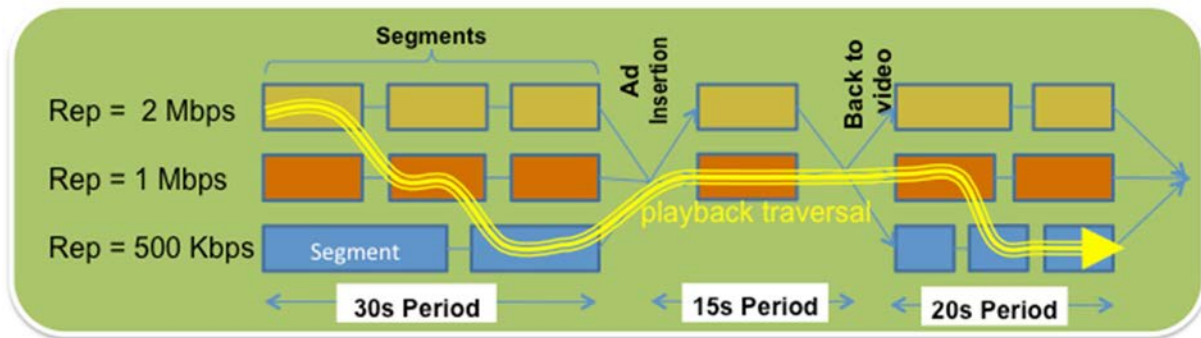 Segments
Ad
Insertion
Back to
video
Rep = 2 Mbps
Rep = 1 Mbps
playback traversal
Rep = 500 Kbps
Segment
30s Period
15s Period
20s Period